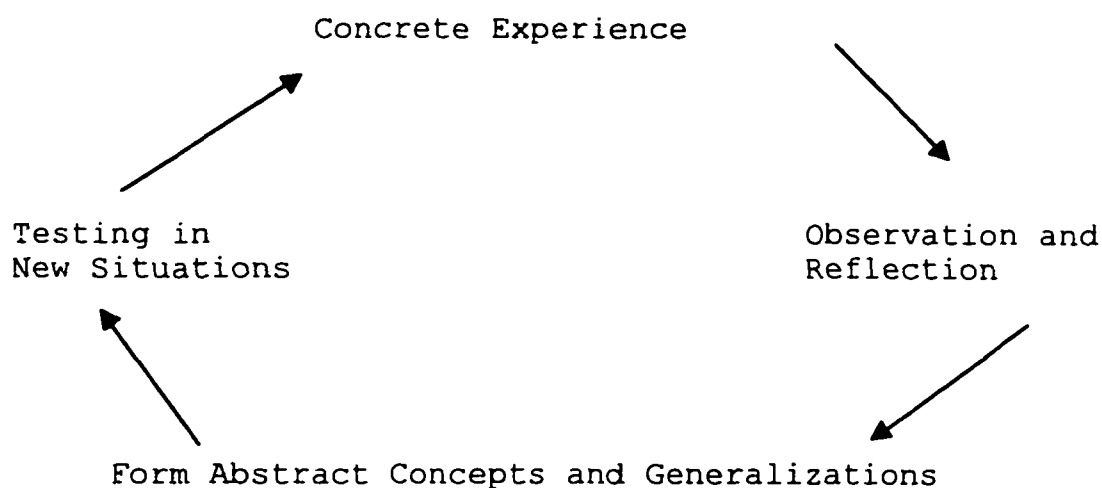 Concrete Experience
Testing in
New Situations
Observation and
Reflection
Form Abstract Concepts and Generalizations